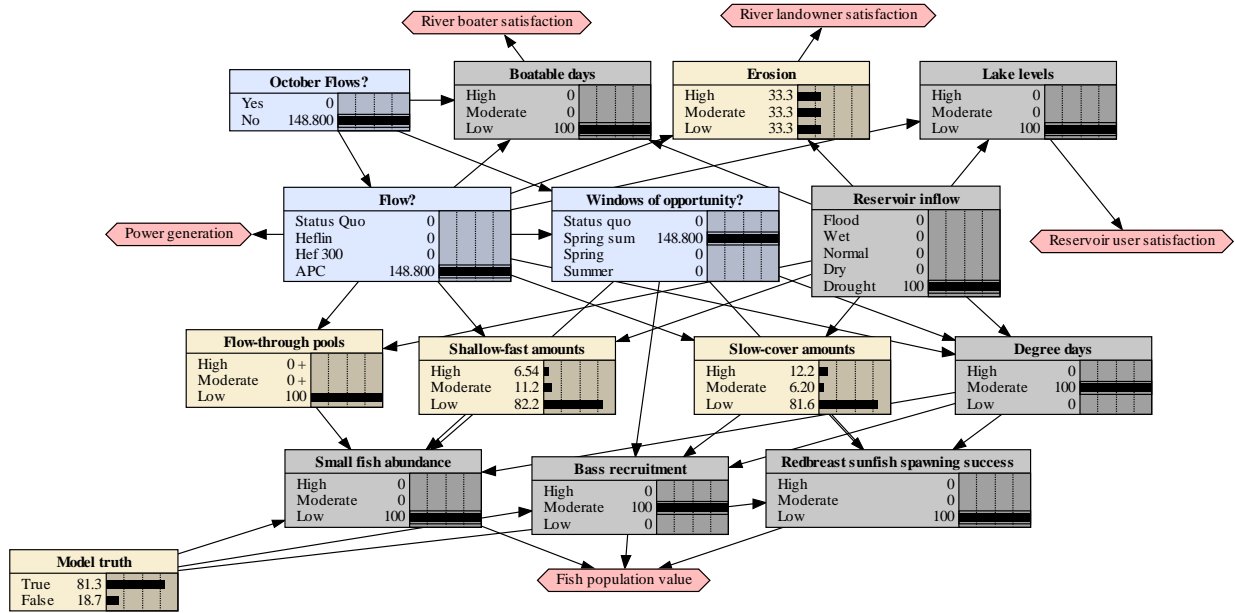 River boater satisfaction
River landowner satisfaction
October Flows?
Yes 0
No 148.800
Boatable days
High 0
Moderate 0
Low 100
Erosion
High 33.3
Moderate 33.3
Low 33.3
Lake levels
High 0
Moderate 0
Low 100
Power generation
Flow?
Status Quo 0
Heflin 0
Hef 300 0
APC 148.800
Windows of opportunity?
Status quo 0
Spring sum 148.800
Spring 0
Summer 0
Reservoir inflow
Flood 0
Wet 0
Normal 0
Dry 0
Drought 100
Reservoir user satisfaction
Flow-through pools
High 0 +
Moderate 0 +
Low 100
Shallow-fast amounts
High 6.54
Moderate 11.2
Low 82.2
Slow-cover amounts
High 12.2
Moderate 6.20
Low 81.6
Degree days
High 0
Moderate 100
Low 0
Small fish abundance
High 0
Moderate 0
Low 100
Bass recruitment
High 0
Moderate 100
Low 0
Redbreast sunfish spawning success
High 0
Moderate 0
Low 100
Model truth
True 81.3
False 18.7
Fish population value